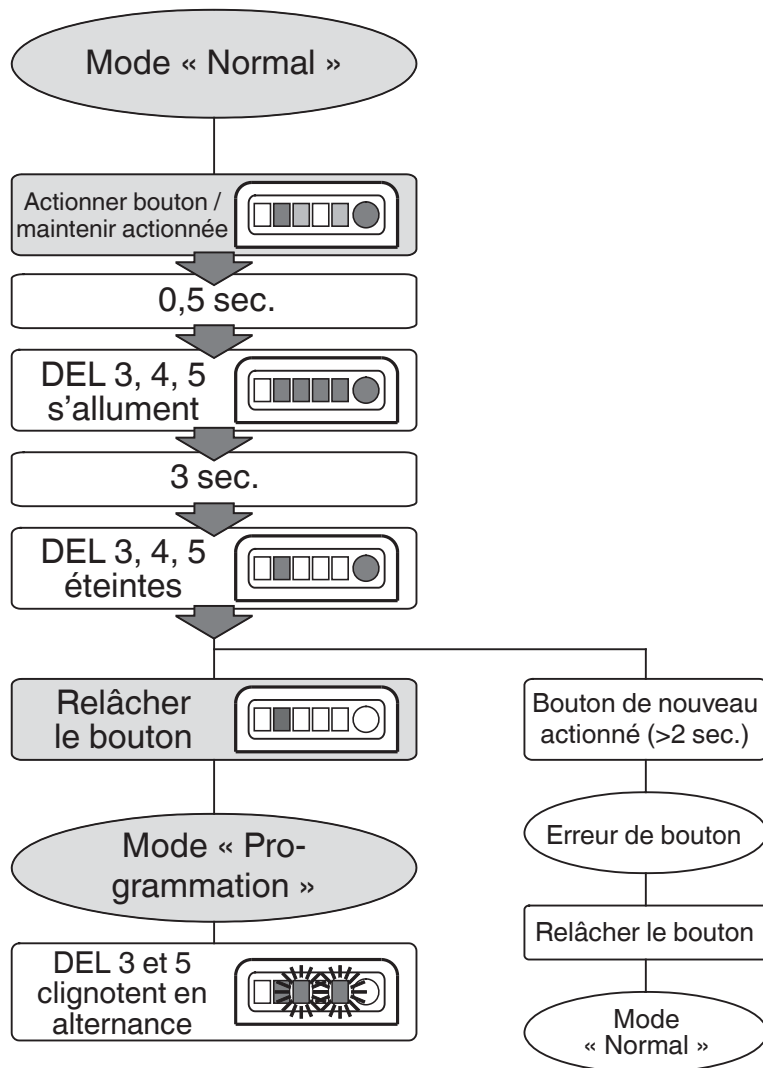 Mode « Normal »
Actionner bouton /
maintenir actionnée
0,5 sec.
DEL 3, 4, 5
s'allument
3 sec.
DEL 3, 4, 5
éteintes
Relâcher
le bouton
Mode « Pro-
grammation »
DEL 3 et 5
clignotent en
alternance
Bouton de nouveau
actionné (>2 sec.)
Erreur de bouton
Relâcher le bouton
Mode
« Normal »